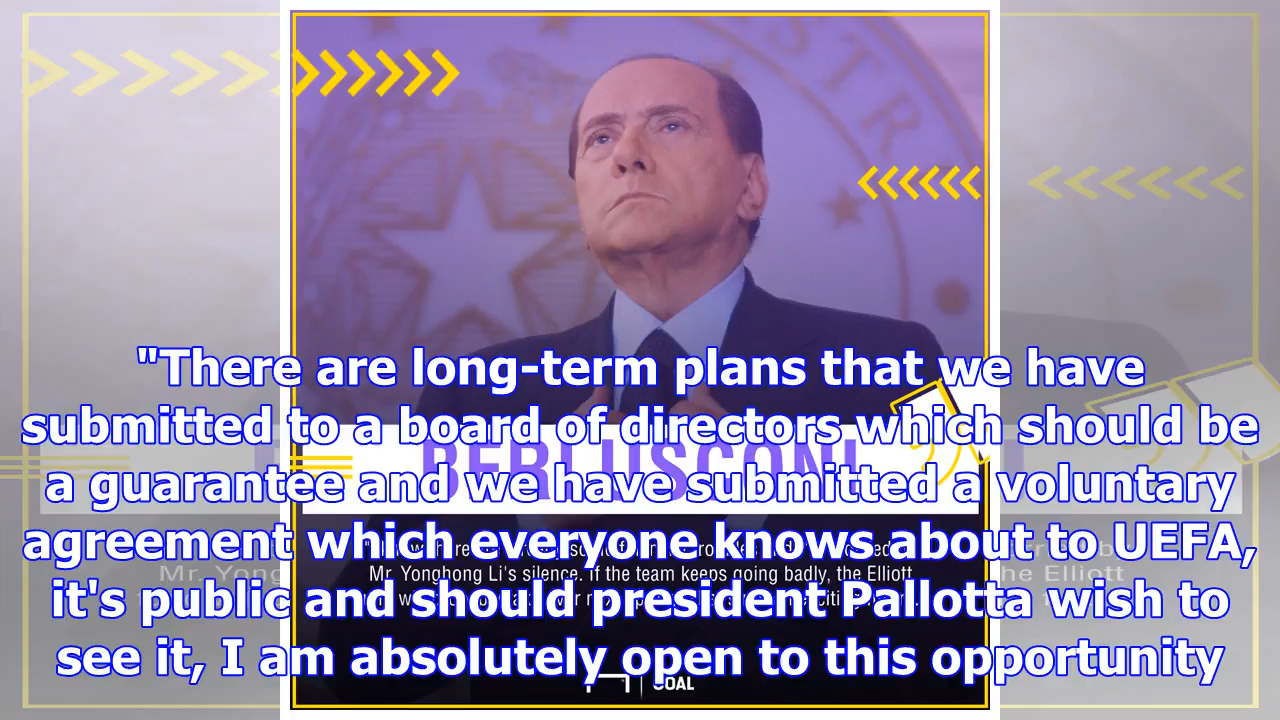 "There are long-term plans that we have
submitted to a board of directors which should be
BERLUSCONI
a guarantee and we have submitted a voluntary
agreement which everyone knows about to UEFA,
Mr. Yonghong Li's silence. If the team keeps going badly, the Elliott
it's public and should president Pallotta wish to
see it, I am absolutely open to this opportunity
GOAL